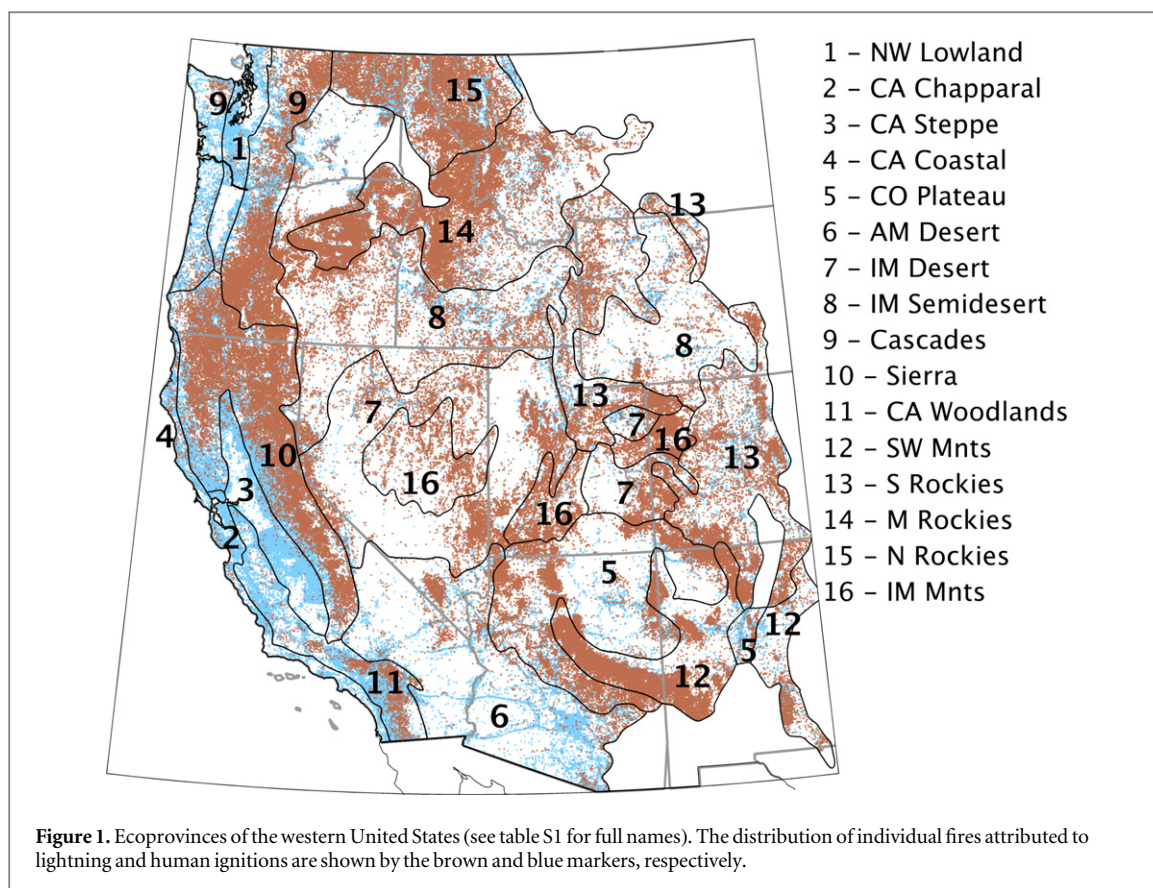 1 – NW Lowland
2 – CA Chapparal
3 – CA Steppe
4 – CA Coastal
5 – CO Plateau
6 – AM Desert
7 – IM Desert
8 – IM Semidesert
9 – Cascades
10 – Sierra
11 – CA Woodlands
12 – SW Mnts
13 – S Rockies
14 – M Rockies
15 – N Rockies
16 – IM Mnts
9
9
15
1
13
14
8
8
7
13
7
16
4
10
3
16
13
7
16
2
5
12
5
11
12
6
Figure 1. Ecoprovinces of the western United States (see table S1 for full names). The distribution of individual fires attributed to
lightning and human ignitions are shown by the brown and blue markers, respectively.